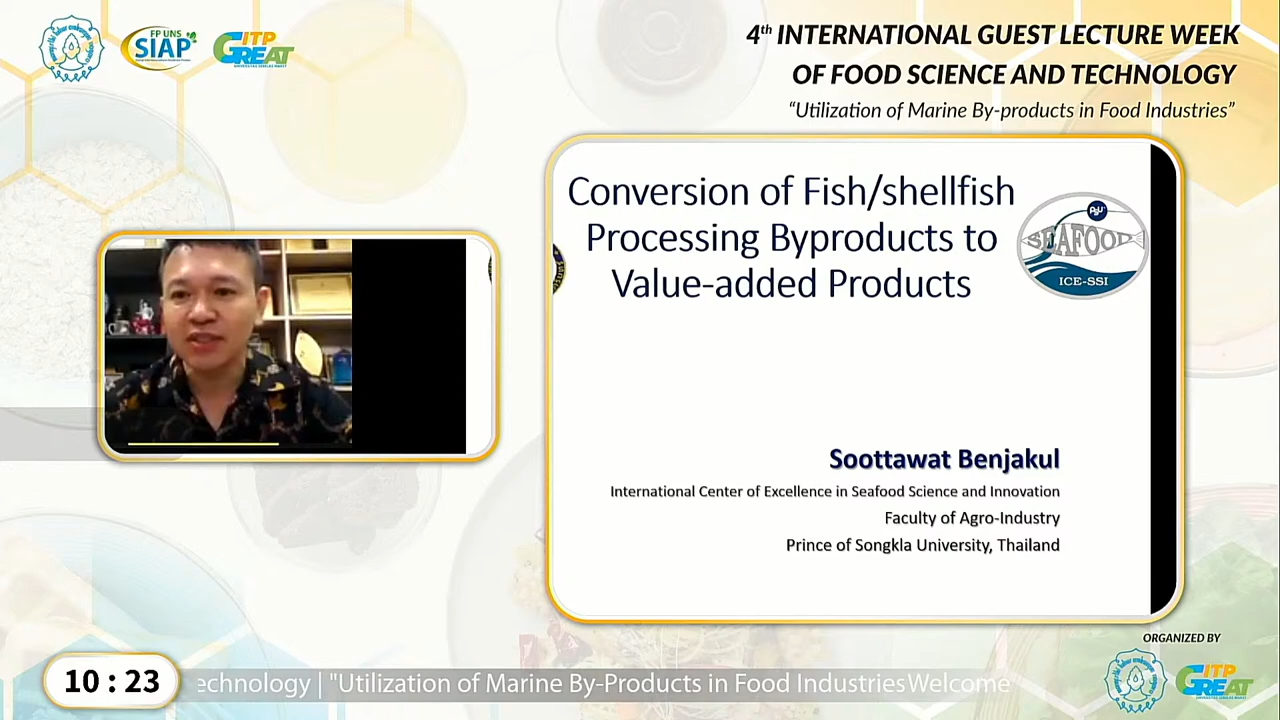 FP UNS
SIAP
ITP
GREAT
4th INTERNATIONAL GUEST LECTURE WEEK
OF FOOD SCIENCE AND TECHNOLOGY
“Utilization of Marine By-products in Food Industries”
Conversion of Fish/shellfish
Processing Byproducts to
Value-added Products
PSU
SEAFOOD
ICE-SSI
Soottawat Benjakul
International Center of Excellence in Seafood Science and Innovation
Faculty of Agro-Industry
Prince of Songkla University, Thailand
ORGANIZED BY
10 : 23
echnology | "Utilization of Marine By-Products in Food IndustriesWelcome
ITP
GREAT